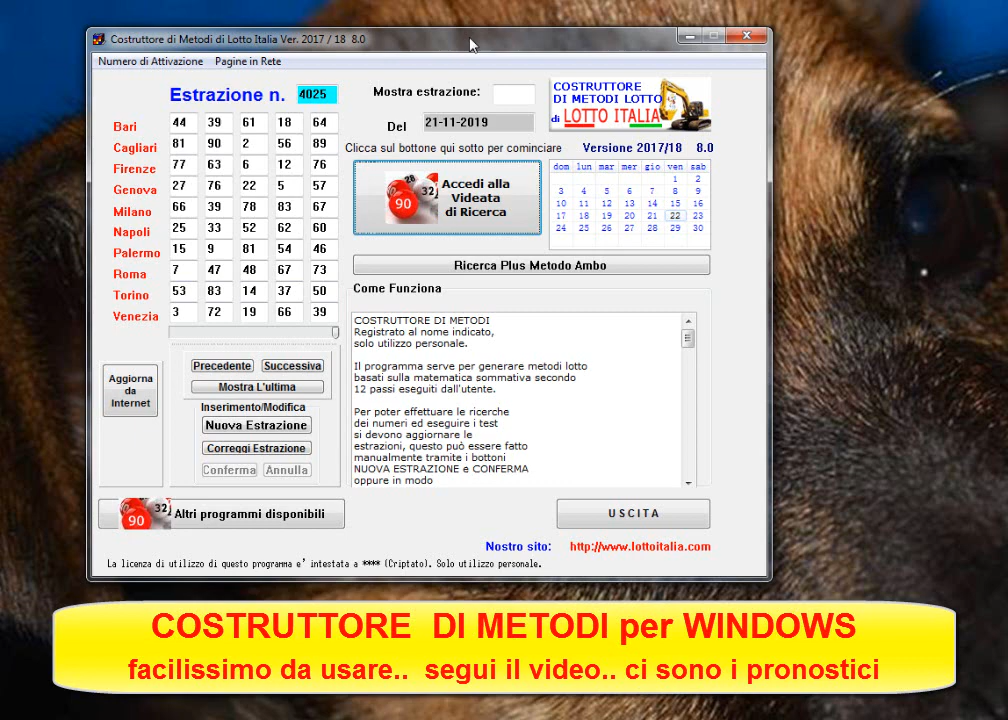 Costruttore di Metodi di Lotto Italia Ver. 2017 / 18 8.0
Numero di Attivazione Pagine in Rete
Estrazione n. 4025
Mostra estrazione:
Del 21-11-2019
COSTRUTTORE
DI METODI LOTTO
di LOTTO ITALIA
Bari 44 39 61 18 64
Cagliari 81 90 2 56 89
Firenze 77 63 6 12 76
Genova 27 76 22 5 57
Milano 66 39 78 83 67
Napoli 25 33 52 62 60
Palermo 15 9 81 54 46
Roma 7 47 48 67 73
Torino 53 83 14 37 50
Venezia 3 72 19 66 39
Clicca sul bottone qui sotto per cominciare
Versione 2017/18 8.0
28 32 90
Accedi alla
Videata
di Ricerca
dom lun mar mer gio ven sab
1 2
3 4 5 6 7 8 9
10 11 12 13 14 15 16
17 18 19 20 21 22 23
24 25 26 27 28 29 30
Ricerca Plus Metodo Ambo
Come Funziona
COSTRUTTORE DI METODI
Registrato al nome indicato,
solo utilizzo personale.
Il programma serve per generare metodi lotto
basati sulla matematica sommativa secondo
12 passi eseguiti dall'utente.
Per poter effettuare le ricerche
dei numeri ed eseguire i test
si devono aggiornare le
estrazioni, questo può essere fatto
manualmente tramite i bottoni
NUOVA ESTRAZIONE e CONFERMA
oppure in modo
Aggiorna
da
Internet
Precedente Successiva
Mostra L'ultima
Inserimento/Modifica
Nuova Estrazione
Correggi Estrazione
Conferma Annulla
32 90
Altri programmi disponibili
USCITA
Nostro sito: http://www.lottoitalia.com
La licenza di utilizzo di questo programma e' intestata a **** (Criptato). Solo utilizzo personale.
COSTRUTTORE DI METODI per WINDOWS
facilissimo da usare.. segui il video.. ci sono i pronostici